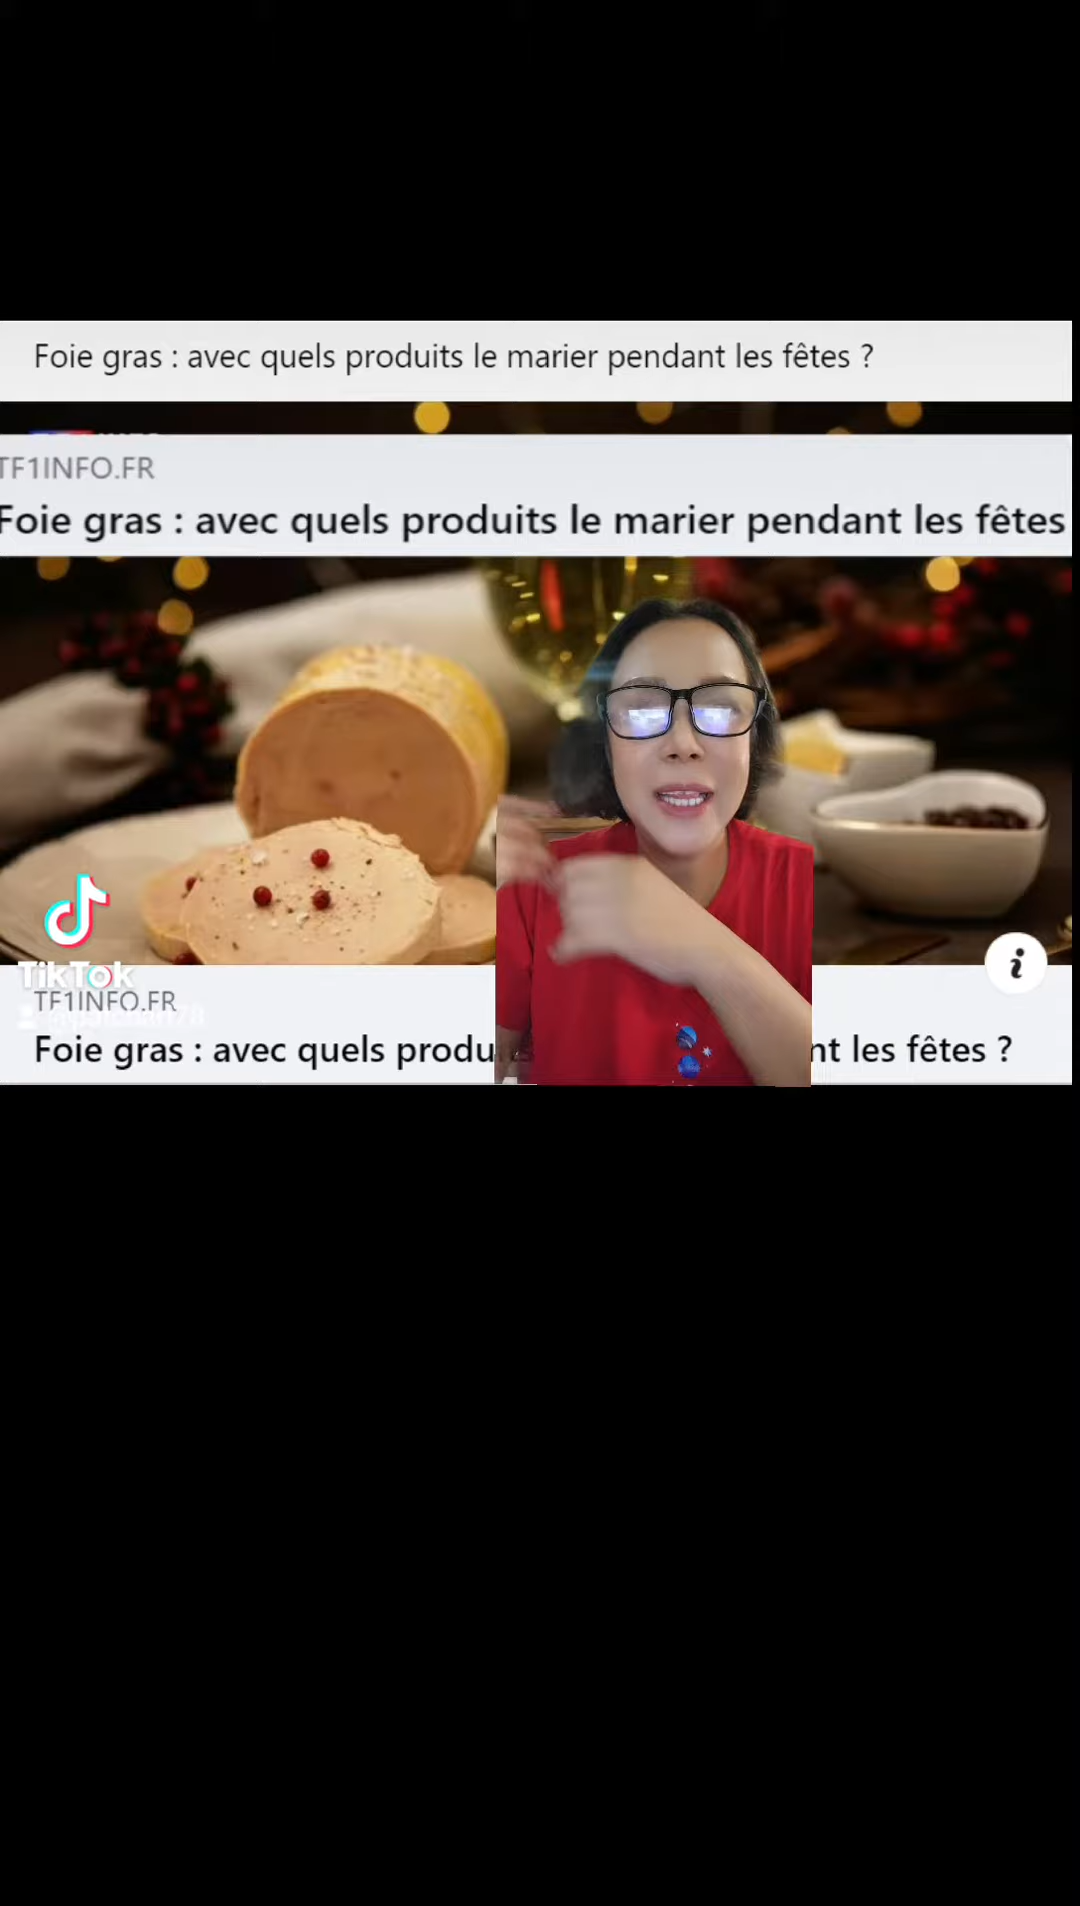 Foie gras : avec quels produits le marier pendant les fêtes ?
TF1INFO.FR
Foie gras : avec quels produits le marier pendant les fêtes
TikTok
TF1INFO.FR
Foie gras : avec quels produ nt les fêtes ?